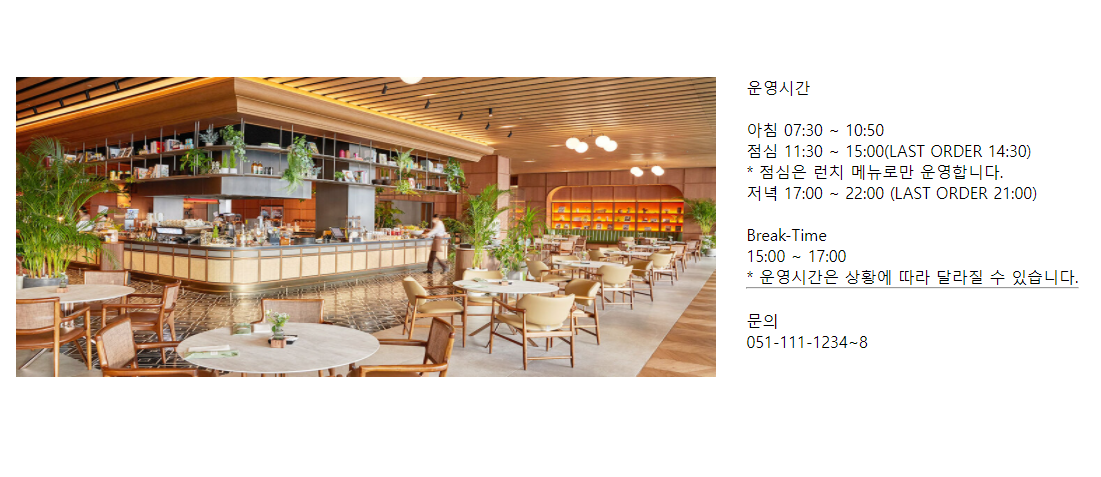 운영시간
아침 07:30 ~ 10:50
점심 11:30 ~ 15:00(LAST ORDER 14:30)
* 점심은 런치 메뉴로만 운영합니다.
저녁 17:00 ~ 22:00 (LAST ORDER 21:00)
Break-Time
15:00 ~ 17:00
* 운영시간은 상황에 따라 달라질 수 있습니다.
문의
051-111-1234~8